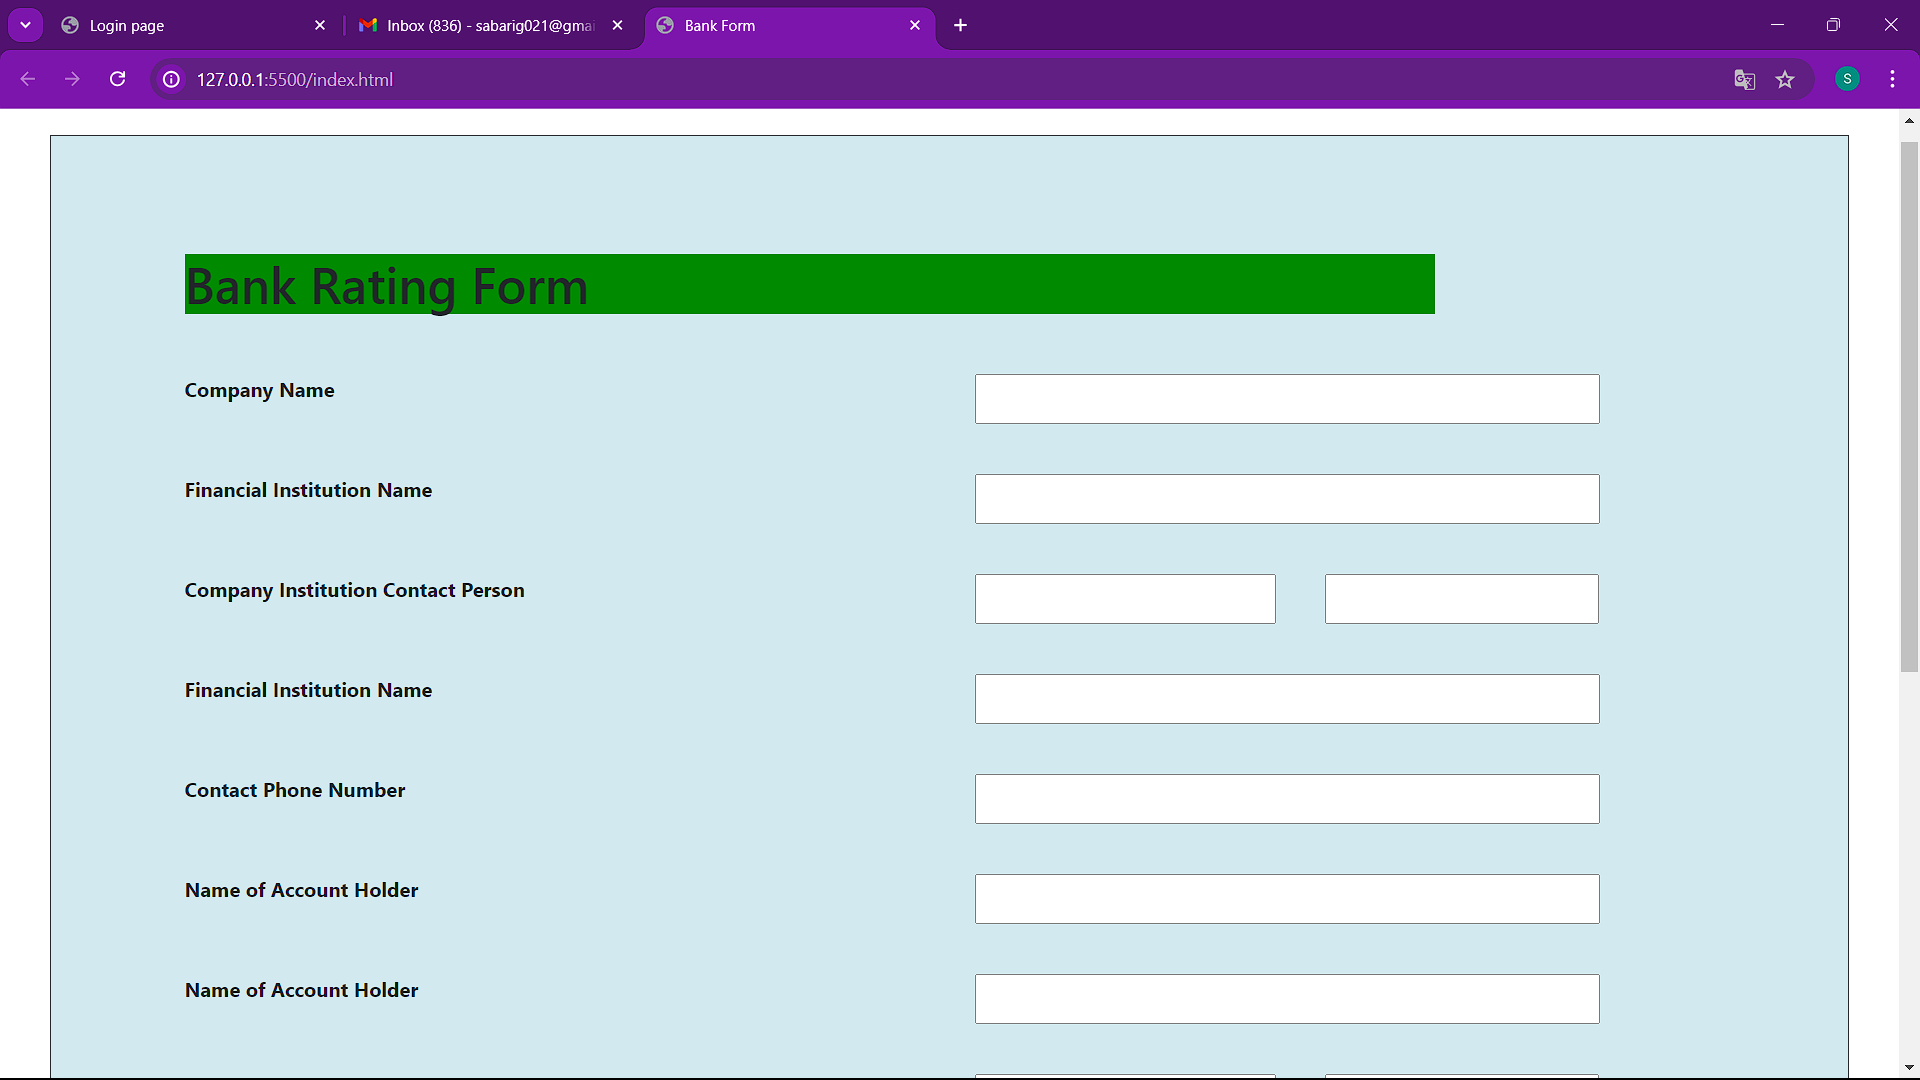 Login page
Inbox (836) - sabarig021@gmai
Bank Form
127.0.0.1:5500/index.html
S
Bank Rating Form
Company Name
Financial Institution Name
Company Institution Contact Person
Financial Institution Name
Contact Phone Number
Name of Account Holder
Name of Account Holder